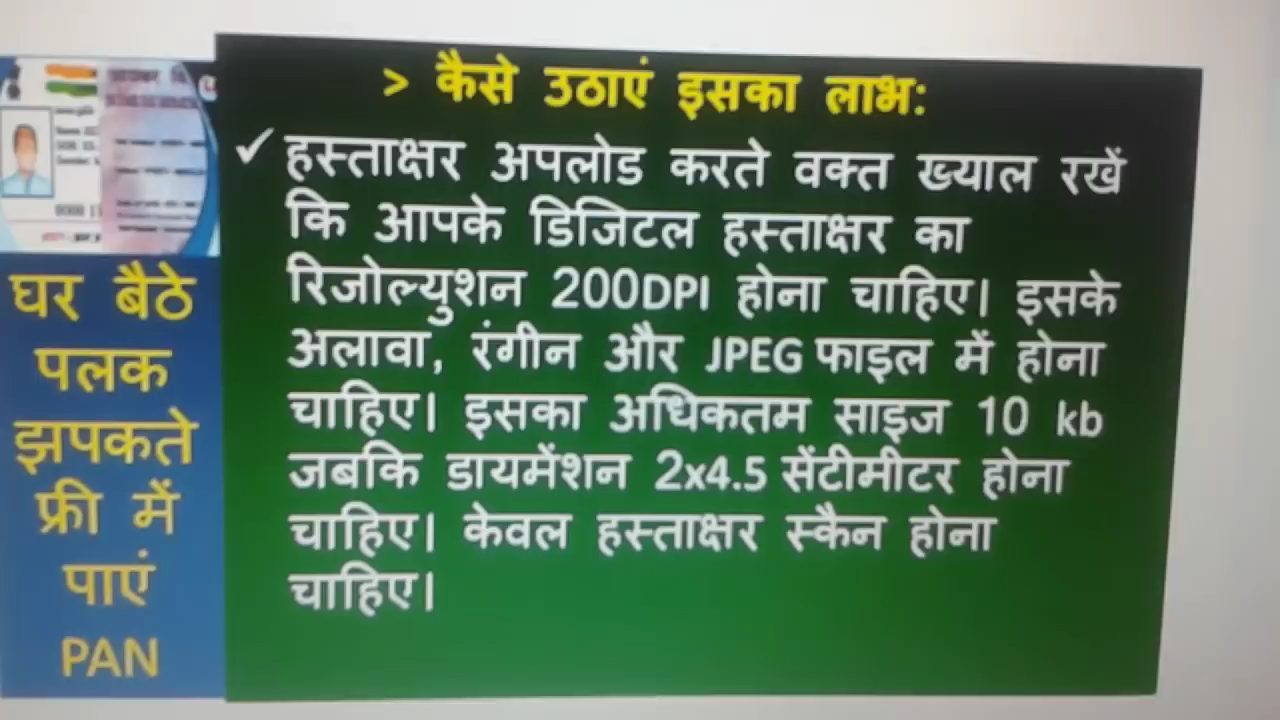 > कैसे उठाएं इसका लाभ:
✓ हस्ताक्षर अपलोड करते वक्त ख्याल रखें
कि आपके डिजिटल हस्ताक्षर का
रिजोल्युशन 200DPI होना चाहिए। इसके
अलावा, रंगीन और JPEG फाइल में होना
चाहिए। इसका अधिकतम साइज 10 kb
जबकि डायमेंशन 2x4.5 सेंटीमीटर होना
चाहिए। केवल हस्ताक्षर स्कैन होना
चाहिए।
घर बैठे
पलक
झपकते
फ्री में
पाएं
PAN